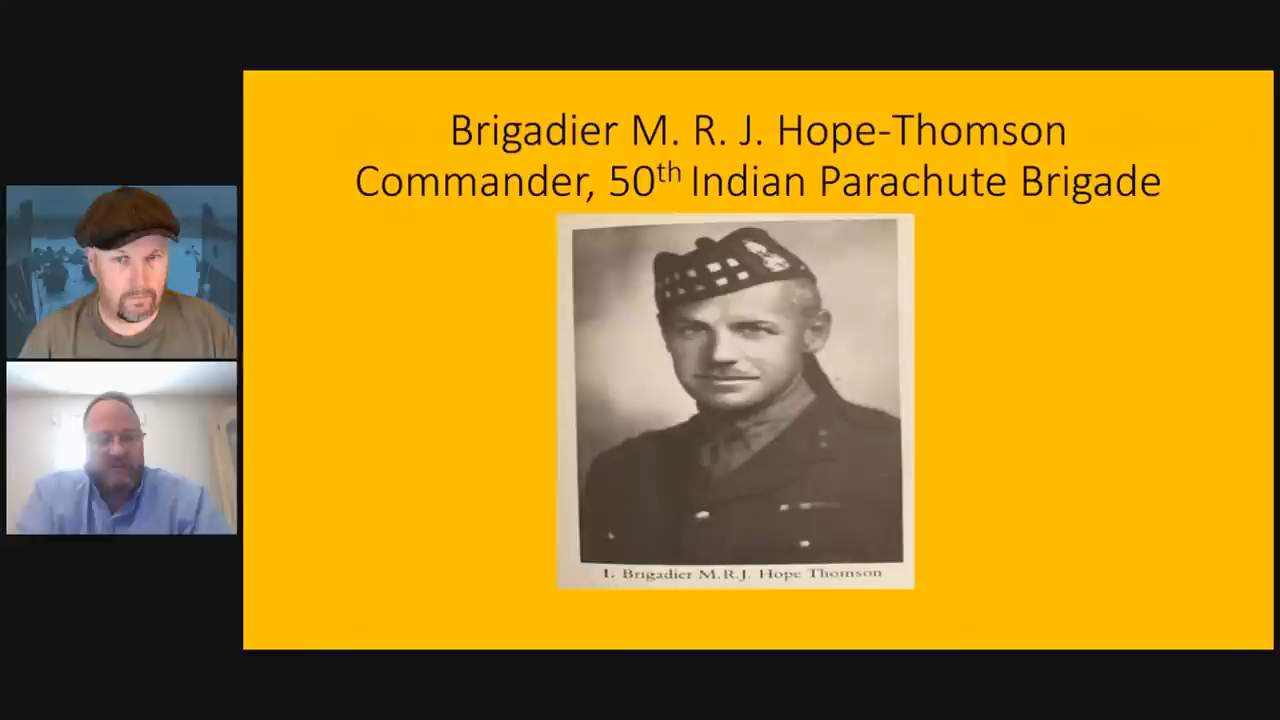 Brigadier M. R. J. Hope-Thomson
Commander, 50th Indian Parachute Brigade
1. Brigadier M.R.J. Hope Thomson